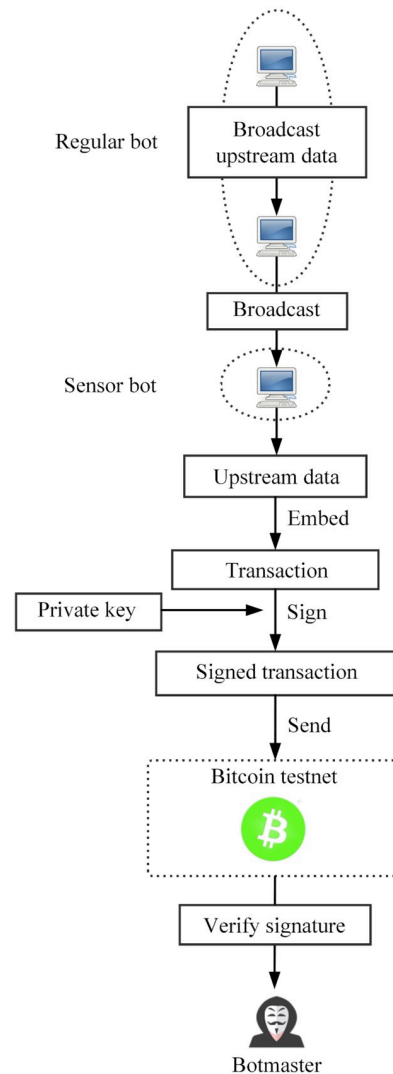 Regular bot
Broadcast
upstream data
Broadcast
Sensor bot
Upstream data
Embed
Transaction
Private key
Sign
Signed transaction
Send
Bitcoin testnet
Verify signature
Botmaster